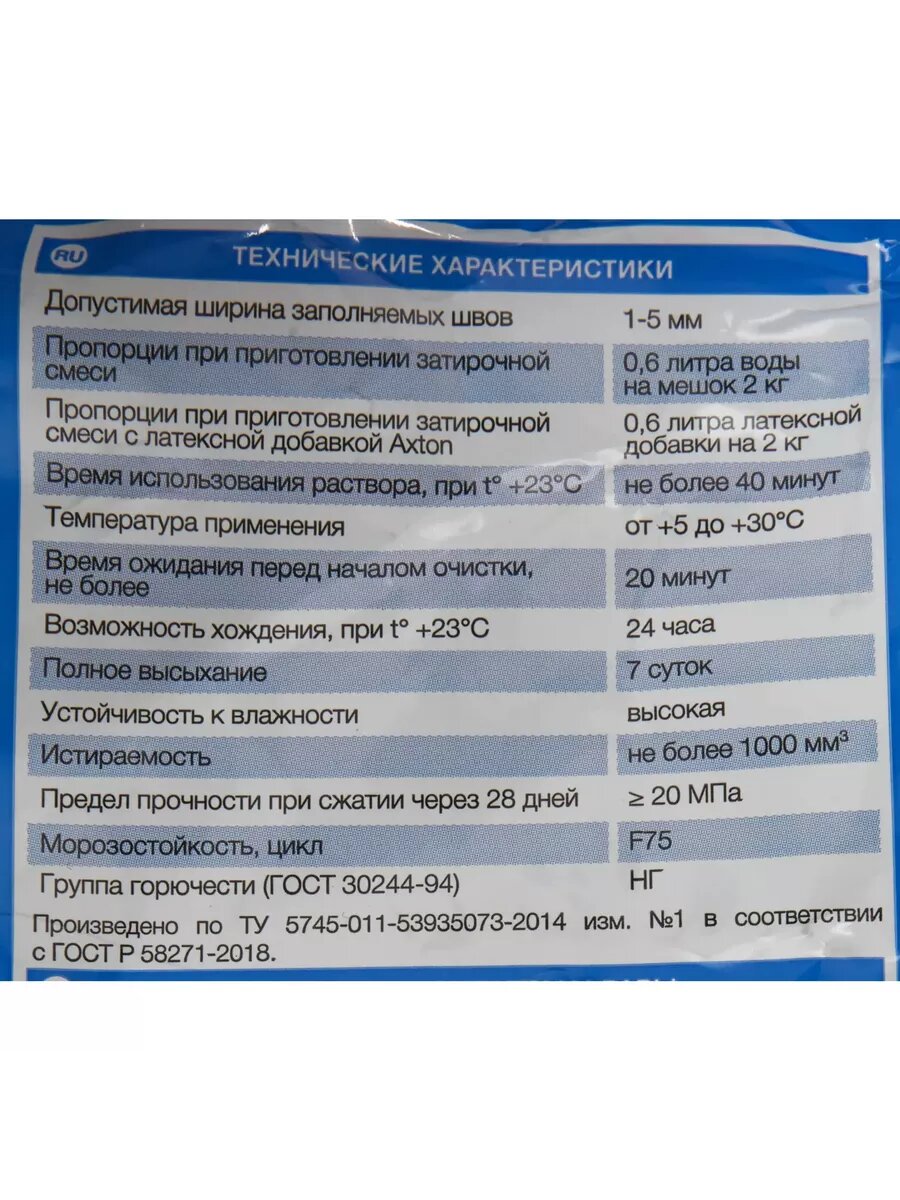 RU
ТЕХНИЧЕСКИЕ ХАРАКТЕРИСТИКИ
Допустимая ширина заполняемых швов 1-5 мм
Пропорции при приготовлении затирочной 0,6 литра воды
смеси на мешок 2 кг
Пропорции при приготовлении затирочной 0,6 литра латексной
смеси с латексной добавкой Axton добавки на 2 кг
Время использования раствора, при t° +23°C не более 40 минут
Температура применения от +5 до +30°C
Время ожидания перед началом очистки, 20 минут
не более
Возможность хождения, при t° +23°C 24 часа
Полное высыхание 7 суток
Устойчивость к влажности высокая
Истираемость не более 1000 мм³
Предел прочности при сжатии через 28 дней ≥ 20 МПа
Морозостойкость, цикл F75
Группа горючести (ГОСТ 30244-94) НГ
Произведено по ТУ 5745-011-53935073-2014 изм. №1 в соответствии
с ГОСТ Р 58271-2018.